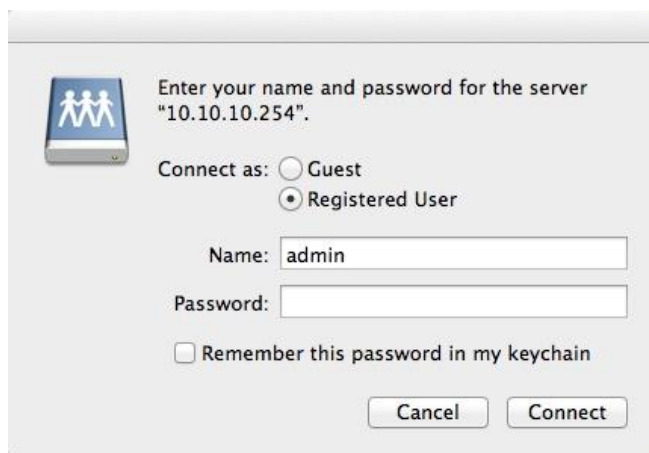 Enter your name and password for the server
“10.10.10.254”.
Connect as: Guest
Registered User
Name: admin
Password:
Remember this password in my keychain
Cancel Connect